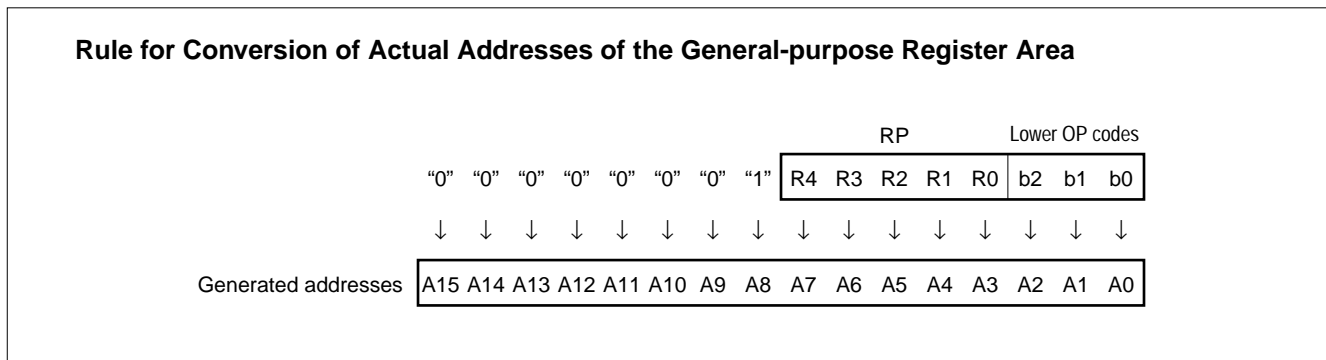 Rule for Conversion of Actual Addresses of the General-purpose Register Area
RP Lower OP codes
“0” “0” “0” “0” “0” “0” “0” “1” R4 R3 R2 R1 R0 b2 b1 b0
↓ ↓ ↓ ↓ ↓ ↓ ↓ ↓ ↓ ↓ ↓ ↓ ↓ ↓ ↓ ↓
Generated addresses A15 A14 A13 A12 A11 A10 A9 A8 A7 A6 A5 A4 A3 A2 A1 A0